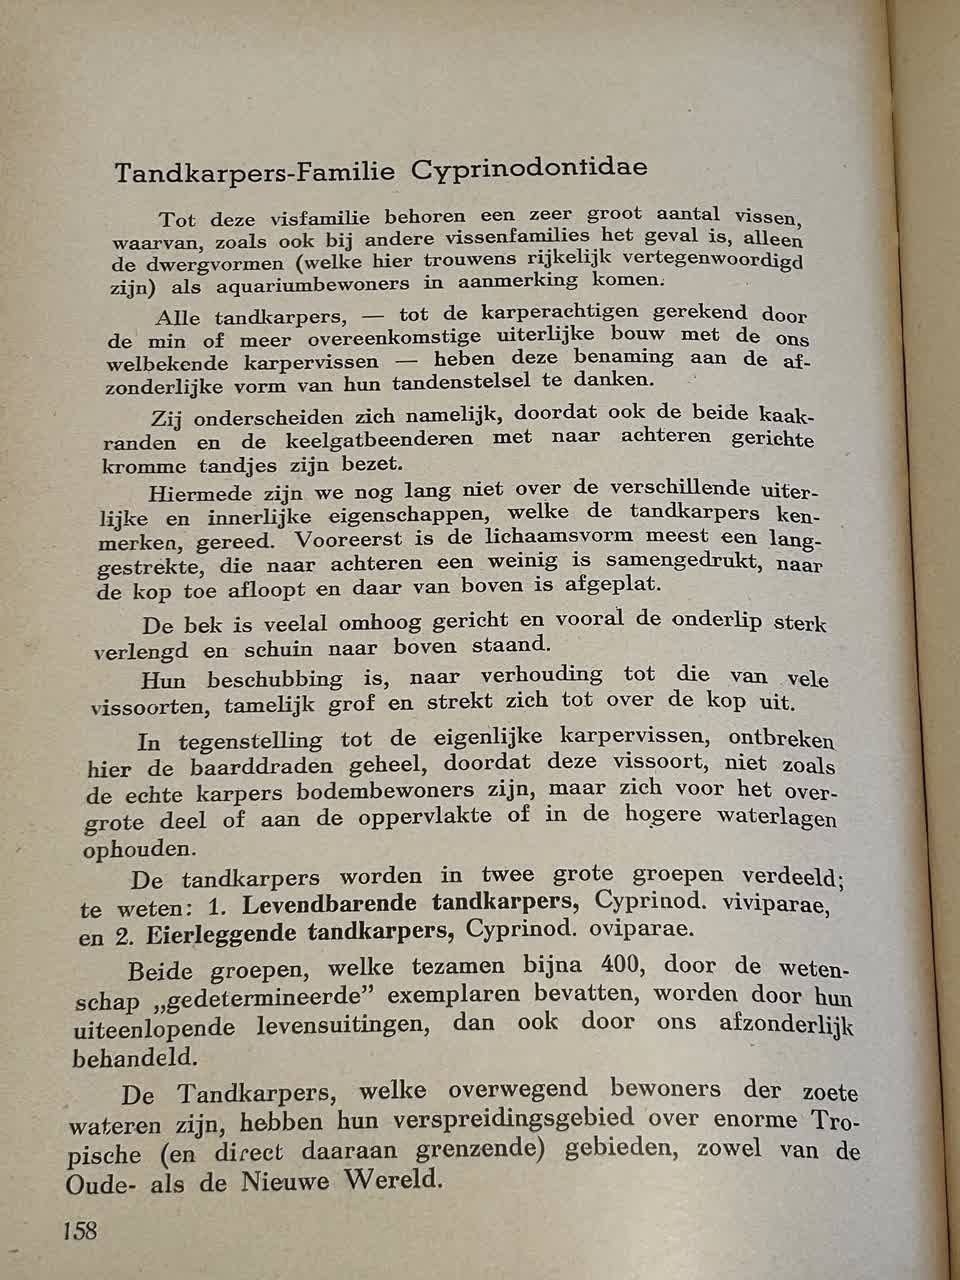 Tandkarpers-Familie Cyprinodontidae
Tot deze visfamilie behoren een zeer groot aantal vissen,
waarvan, zoals ook bij andere vissenfamilies het geval is, alleen
de dwergvormen (welke hier trouwens rijkelijk vertegenwoordigd
zijn) als aquariumbewoners in aanmerking komen.
Alle tandkarpers, — tot de karperachtigen gerekend door
de min of meer overeenkomstige uiterlijke bouw met de ons
welbekende karpervissen — heben deze benaming aan de af-
zonderlijke vorm van hun tandenstelsel te danken.
Zij onderscheiden zich namelijk, doordat ook de beide kaak-
randen en de keelgatbeenderen met naar achteren gerichte
kromme tandjes zijn bezet.
Hiermede zijn we nog lang niet over de verschillende uiter-
lijke en innerlijke eigenschappen, welke de tandkarpers ken-
merken, gereed. Vooreerst is de lichaamsvorm meest een lang-
gestrekte, die naar achteren een weinig is samengedrukt, naar
de kop toe afloopt en daar van boven is afgeplat.
De bek is veelal omhoog gericht en vooral de onderlip sterk
verlengd en schuin naar boven staand.
Hun beschubbing is, naar verhouding tot die van vele
vissoorten, tamelijk grof en strekt zich tot over de kop uit.
In tegenstelling tot de eigenlijke karpervissen, ontbreken
hier de baarddraden geheel, doordat deze vissoort, niet zoals
de echte karpers bodembewoners zijn, maar zich voor het over-
grote deel of aan de oppervlakte of in de hogere waterlagen
ophouden.
De tandkarpers worden in twee grote groepen verdeeld;
te weten: 1. Levendbarende tandkarpers, Cyprinod. viviparae,
en 2. Eierleggende tandkarpers, Cyprinod. oviparae.
Beide groepen, welke tezamen bijna 400, door de weten-
schap „gedetermineerde” exemplaren bevatten, worden door hun
uiteenlopende levensuitingen, dan ook door ons afzonderlijk
behandeld.
De Tandkarpers, welke overwegend bewoners der zoete
wateren zijn, hebben hun verspreidingsgebied over enorme Tro-
pische (en direct daaraan grenzende) gebieden, zowel van de
Oude- als de Nieuwe Wereld.
158